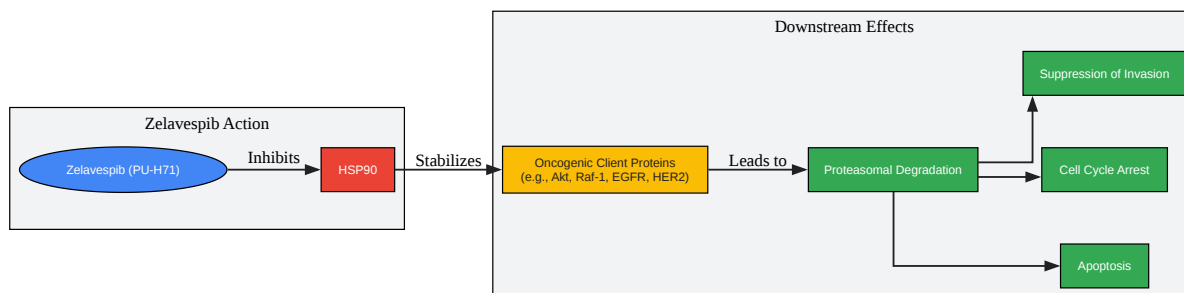 Zelavespib Action
Zelavespib (PU-H71)
Inhibits
HSP90
Stabilizes
Downstream Effects
Oncogenic Client Proteins
(e.g., Akt, Raf-1, EGFR, HER2)
Leads to
Proteasomal Degradation
Suppression of Invasion
Cell Cycle Arrest
Apoptosis